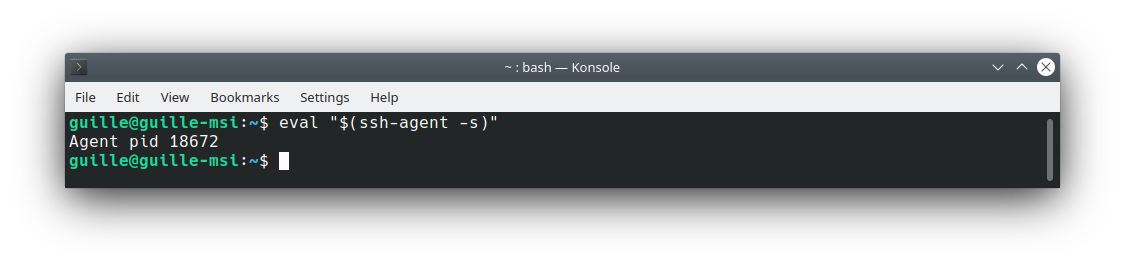 ~ : bash — Konsole
File Edit View Bookmarks Settings Help
guille@guille-msi:~$ eval "$(ssh-agent -s)"
Agent pid 18672
guille@guille-msi:~$